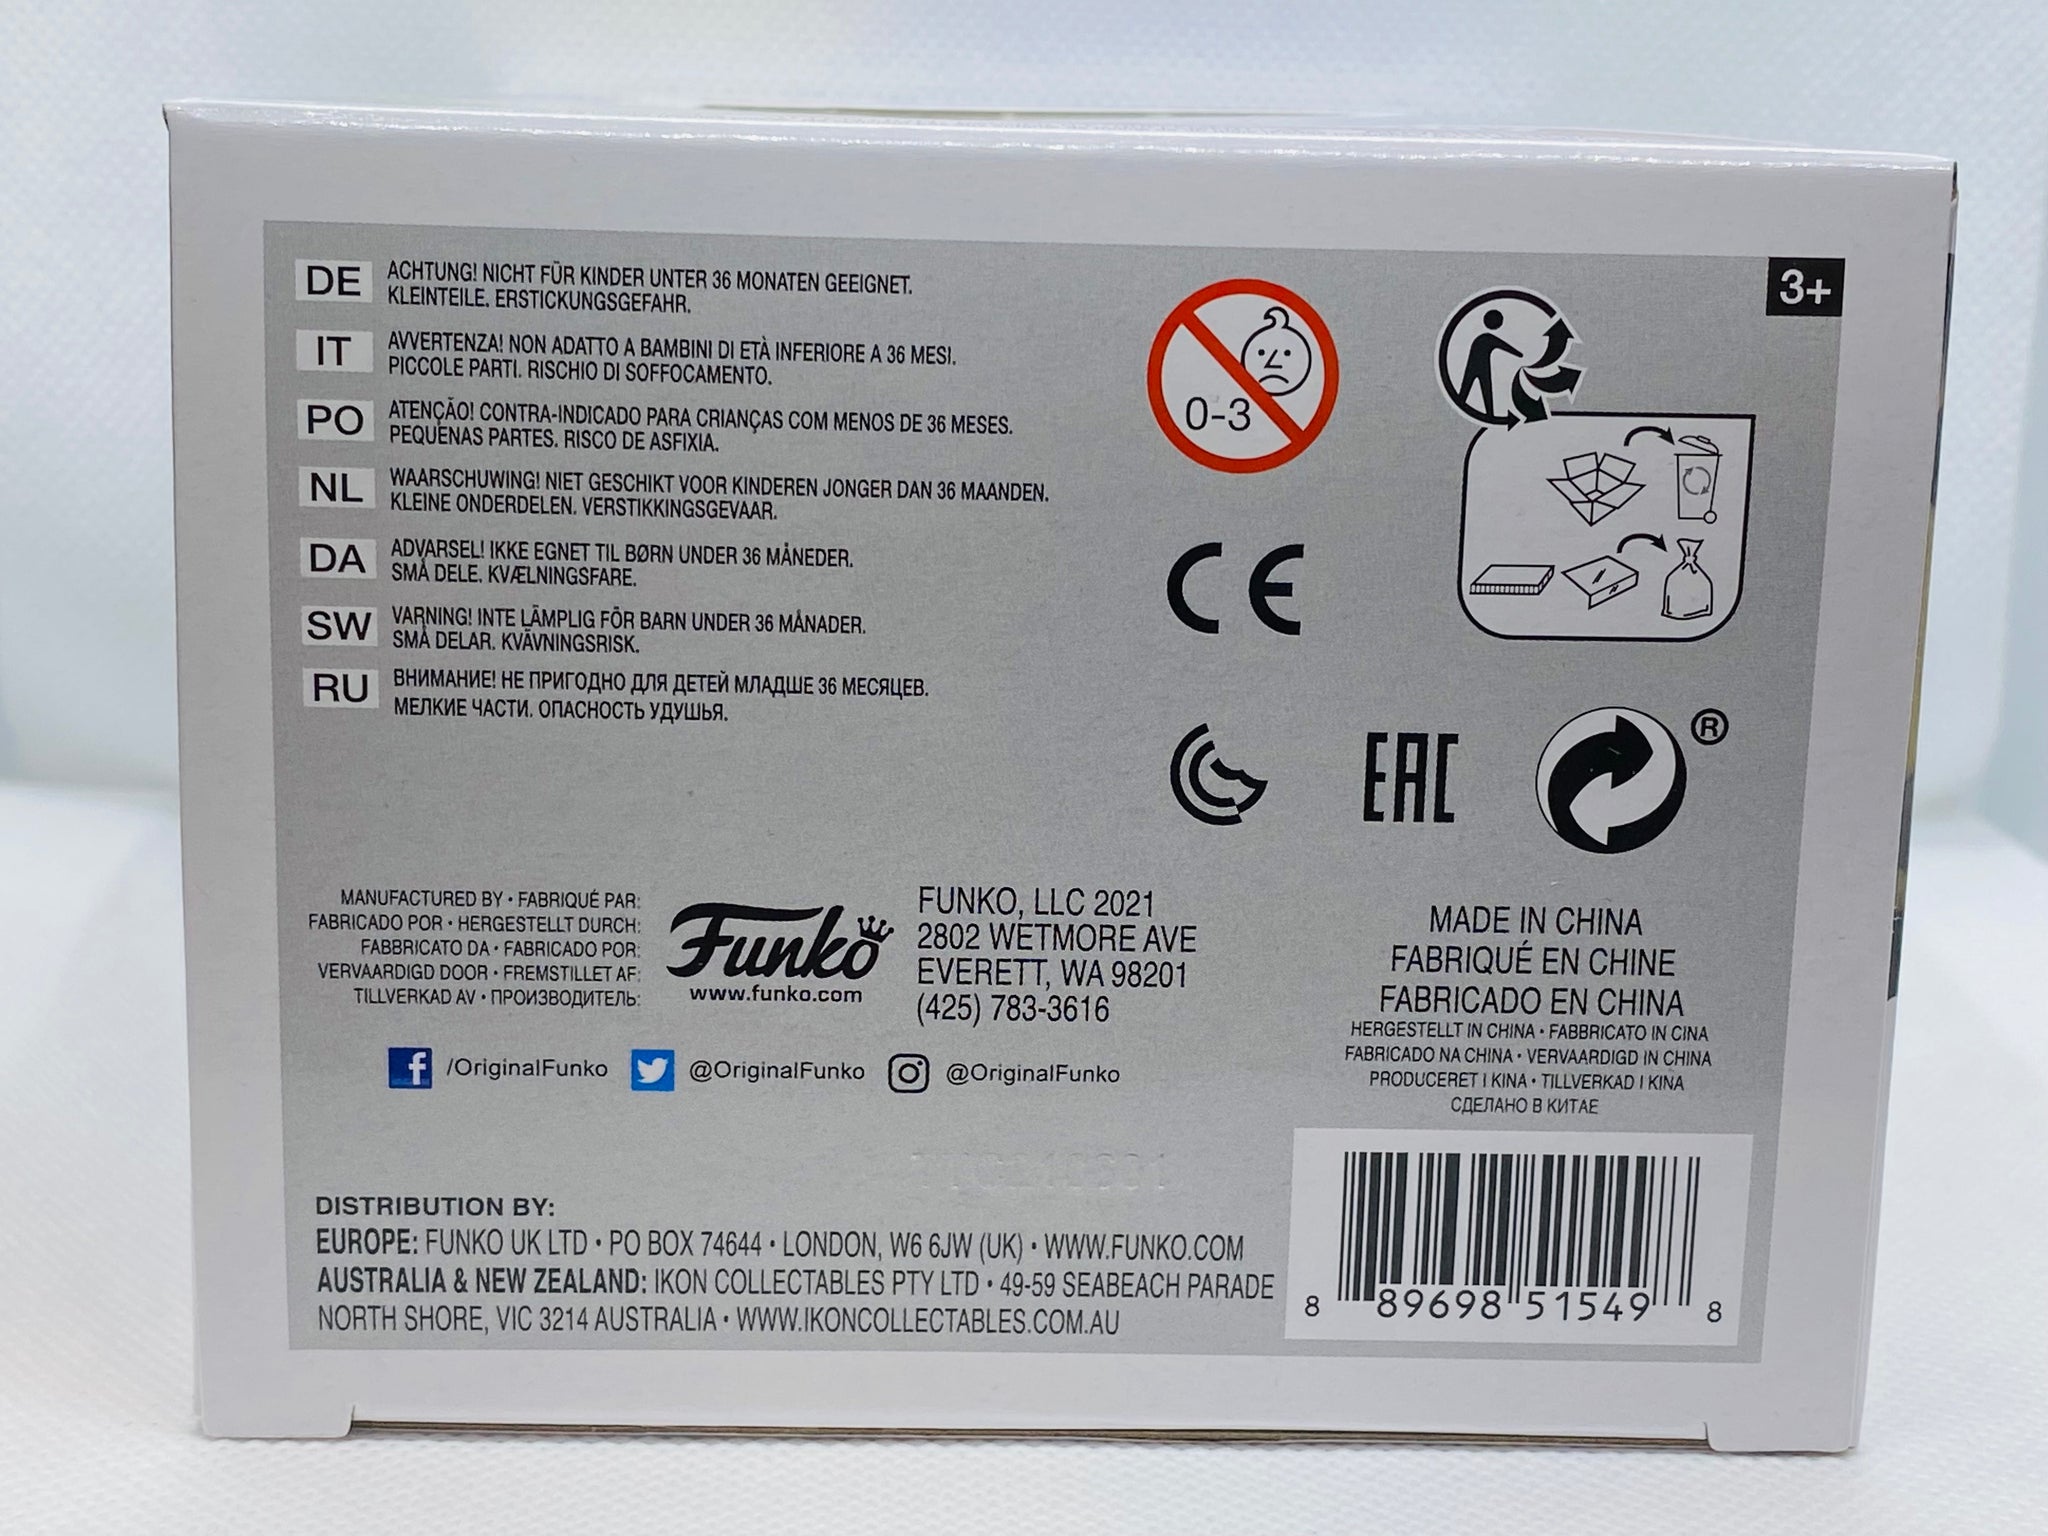 DE
ACHTUNG! NICHT FÜR KINDER UNTER 36 MONATEN GEEIGNET.
KLEINTEILE. ERSTICKUNGSGEFAHR.
IT
AVVERTENZA! NON ADATTO A BAMBINI DI ETÀ INFERIORE A 36 MESI.
PICCOLE PARTI. RISCHIO DI SOFFOCAMENTO.
PO
ATENÇÃO! CONTRA-INDICADO PARA CRIANÇAS COM MENOS DE 36 MESES.
PEQUENAS PARTES. RISCO DE ASFIXIA.
NL
WAARSCHUWING! NIET GESCHIKT VOOR KINDEREN JONGER DAN 36 MAANDEN.
KLEINE ONDERDELEN. VERSTIKKINGSGEVAAR.
DA
ADVARSEL! IKKE EGNET TIL BØRN UNDER 36 MÅNEDER.
SMÅ DELE. KVÆLNINGSFARE.
SW
VARNING! INTE LÄMPLIG FÖR BARN UNDER 36 MÅNADER.
SMÅ DELAR. KVÄVNINGSRISK.
RU
ВНИМАНИЕ! НЕ ПРИГОДНО ДЛЯ ДЕТЕЙ МЛАДШЕ 36 МЕСЯЦЕВ.
МЕЛКИЕ ЧАСТИ. ОПАСНОСТЬ УДУШЬЯ.
0-3
3+
CE
EAC
®
MANUFACTURED BY • FABRIQUÉ PAR:
FABRICADO POR • HERGESTELLT DURCH:
FABBRICATO DA • FABRICADO POR:
VERVAARDIGD DOOR • FREMSTILLET AF:
TILLVERKAD AV • ПРОИЗВОДИТЕЛЬ:
Funko
www.funko.com
FUNKO, LLC 2021
2802 WETMORE AVE
EVERETT, WA 98201
(425) 783-3616
/OriginalFunko
@OriginalFunko
@OriginalFunko
MADE IN CHINA
FABRIQUÉ EN CHINE
FABRICADO EN CHINA
HERGESTELLT IN CHINA • FABBRICATO IN CINA
FABRICADO NA CHINA • VERVAARDIGD IN CHINA
PRODUCERET I KINA • TILLVERKAD I KINA
СДЕЛАНО В КИТАЕ
DISTRIBUTION BY:
EUROPE: FUNKO UK LTD • PO BOX 74644 • LONDON, W6 6JW (UK) • WWW.FUNKO.COM
AUSTRALIA & NEW ZEALAND: IKON COLLECTABLES PTY LTD • 49-59 SEABEACH PARADE
NORTH SHORE, VIC 3214 AUSTRALIA • WWW.IKONCOLLECTABLES.COM.AU
8 89698 51549 8